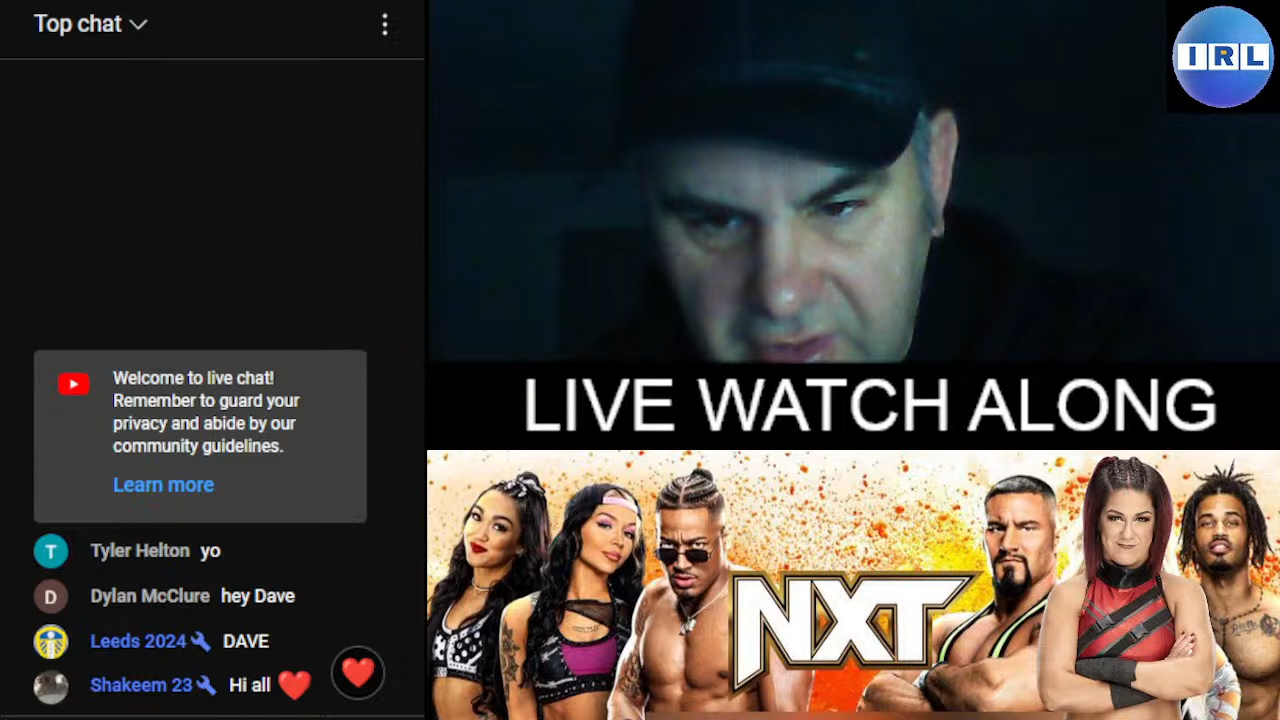 Top chat
IRL
Welcome to live chat!
Remember to guard your
privacy and abide by our
community guidelines.
Learn more
Tyler Helton yo
Dylan McClure hey Dave
Leeds 2024 DAVE
Shakeem 23 Hi all
T
D
LIVE WATCH ALONG
NXT